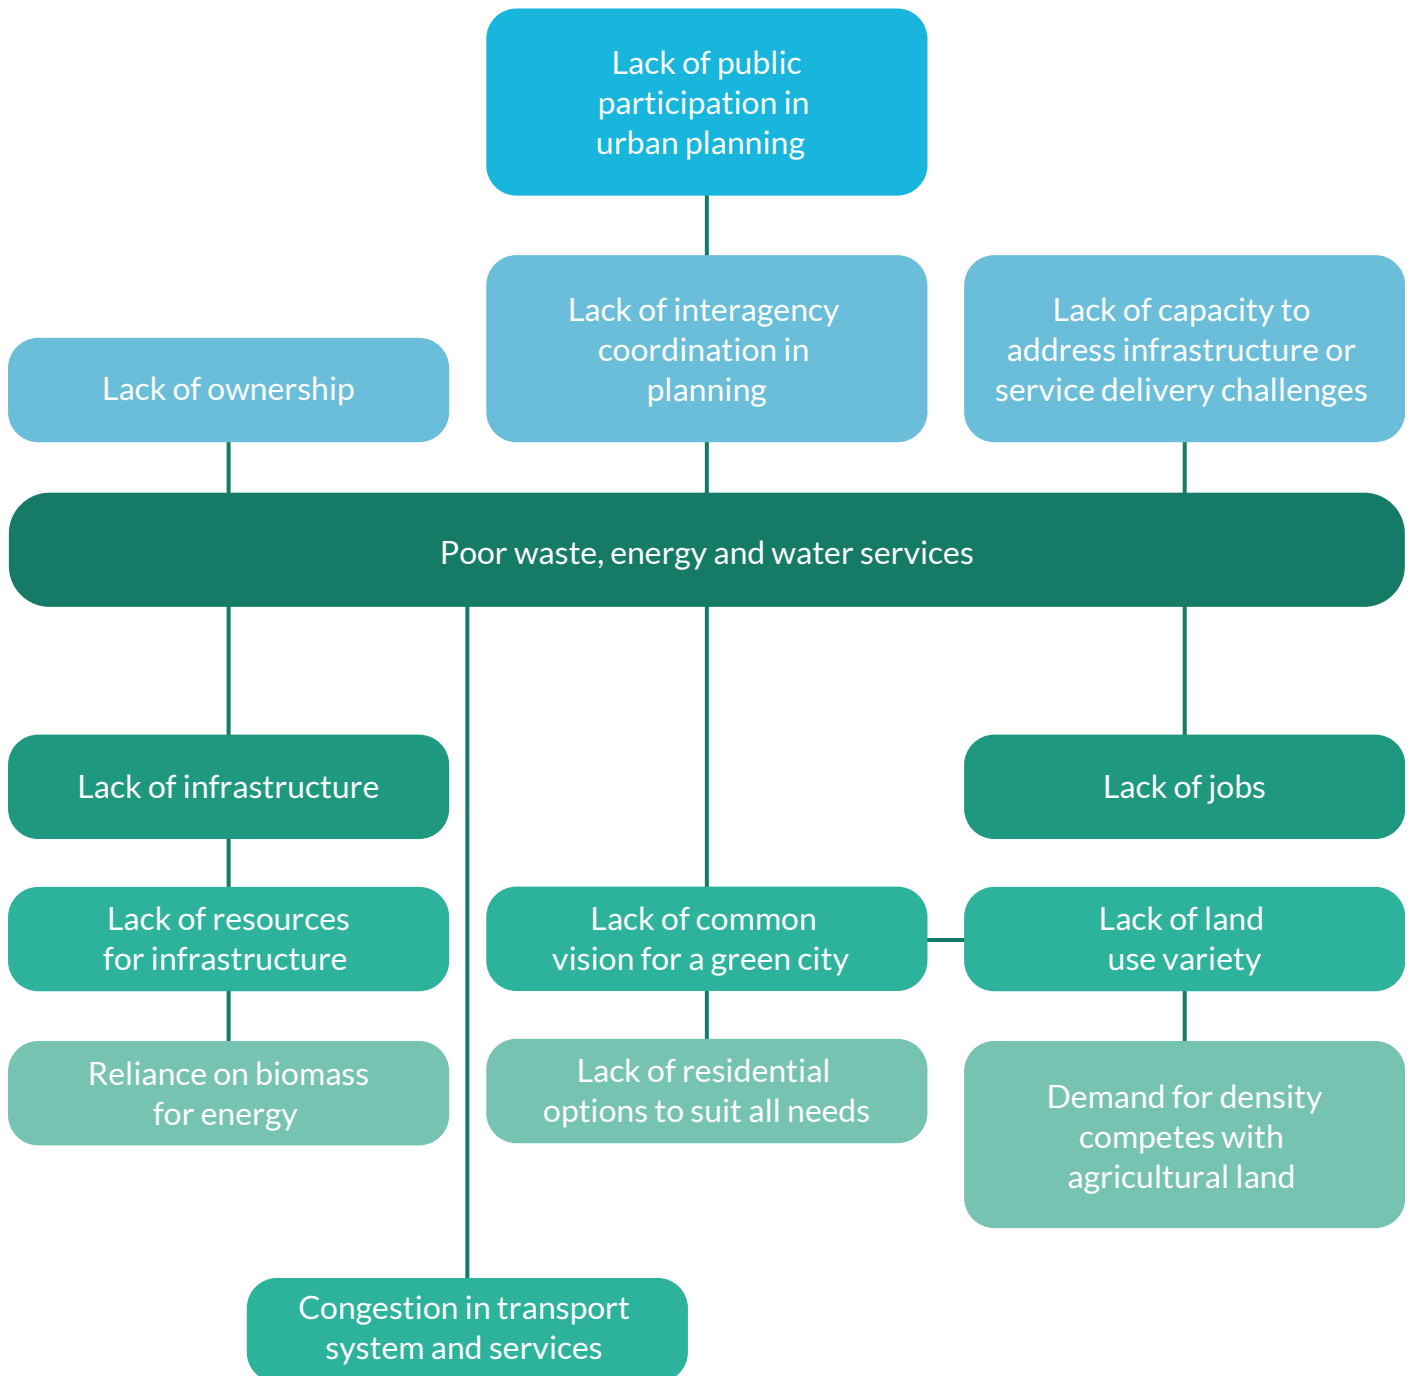 Lack of public
participation in
urban planning
Lack of ownership
Lack of interagency
coordination in
planning
Lack of capacity to
address infrastructure or
service delivery challenges
Poor waste, energy and water services
Lack of infrastructure
Lack of jobs
Lack of resources
for infrastructure
Lack of common
vision for a green city
Lack of land
use variety
Reliance on biomass
for energy
Lack of residential
options to suit all needs
Demand for density
competes with
agricultural land
Congestion in transport
system and services